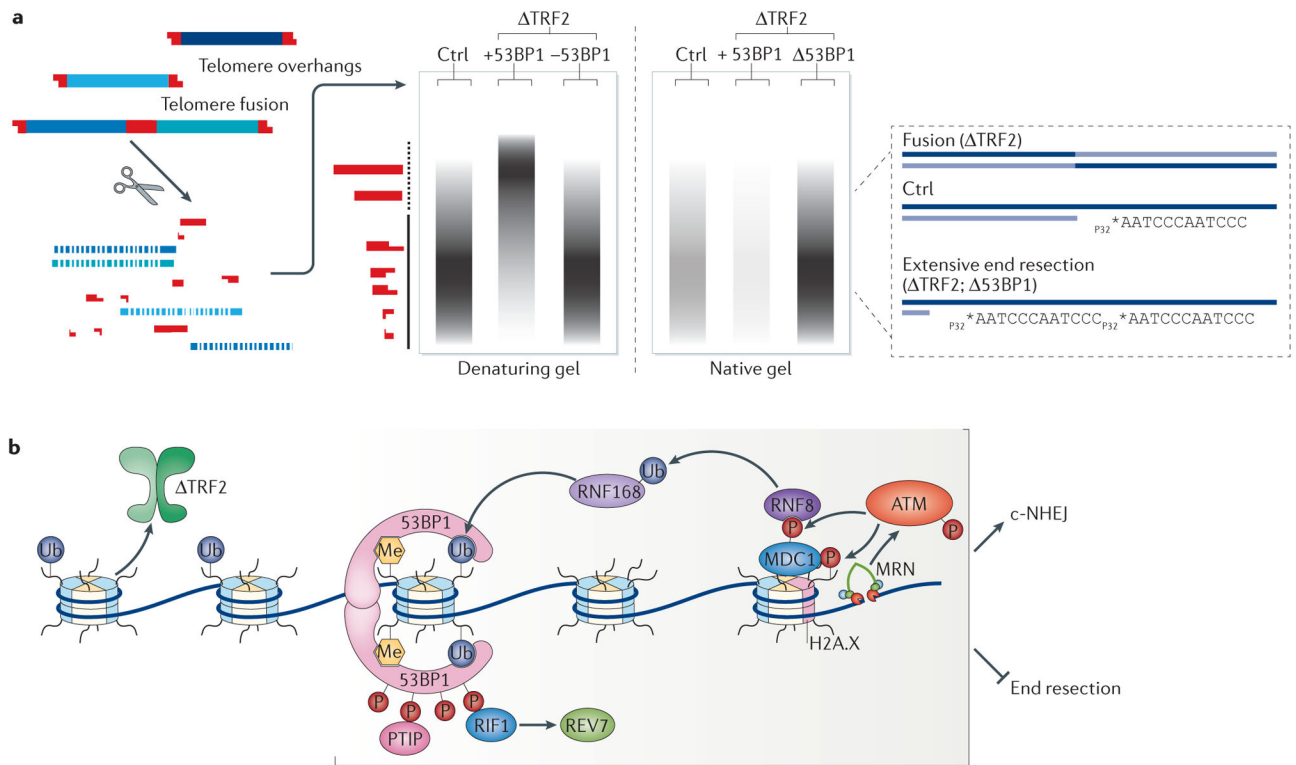 a
Telomere overhangs
Telomere fusion
ΔTRF2
Ctrl +53BP1 –53BP1
Denaturing gel
ΔTRF2
Ctrl + 53BP1 Δ53BP1
Native gel
Fusion (ΔTRF2)
Ctrl
P32*AATCCCAATCCC
Extensive end resection
(ΔTRF2; Δ53BP1)
P32*AATCCCAATCCCP32*AATCCCAATCCC
b
ΔTRF2
Ub
Ub
53BP1
Me
Ub
Me
Ub
53BP1
P
P
P
P
PTIP
RIF1
REV7
RNF168
Ub
RNF8
P
MDC1
P
ATM
P
MRN
H2A.X
c-NHEJ
End resection